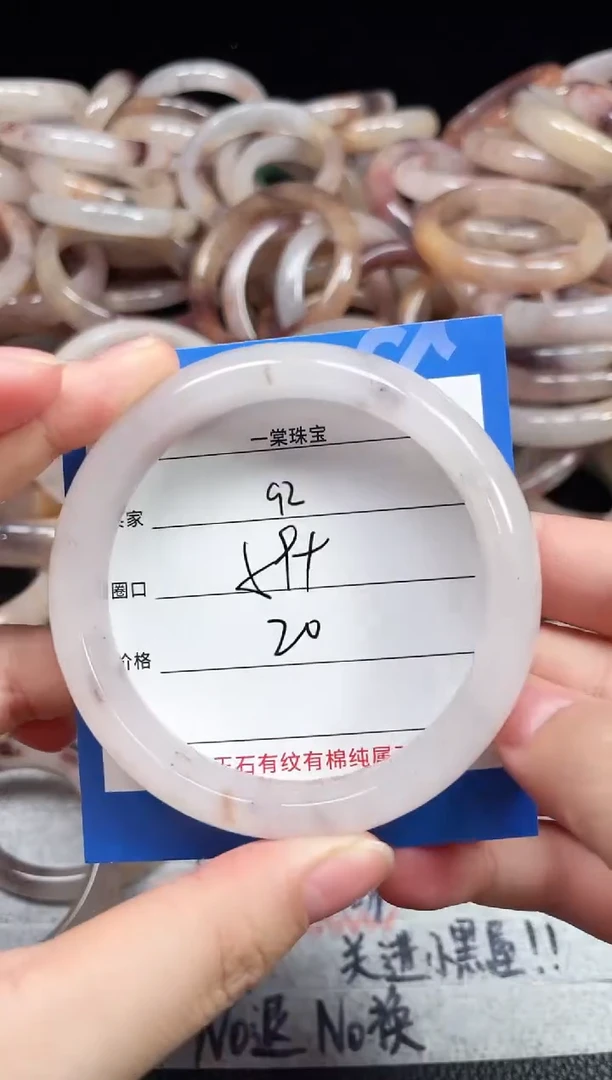 一棠珠宝
家 92
圈口
价格 20
石有纹有棉纯属
关进小黑屋!!
No退 No换